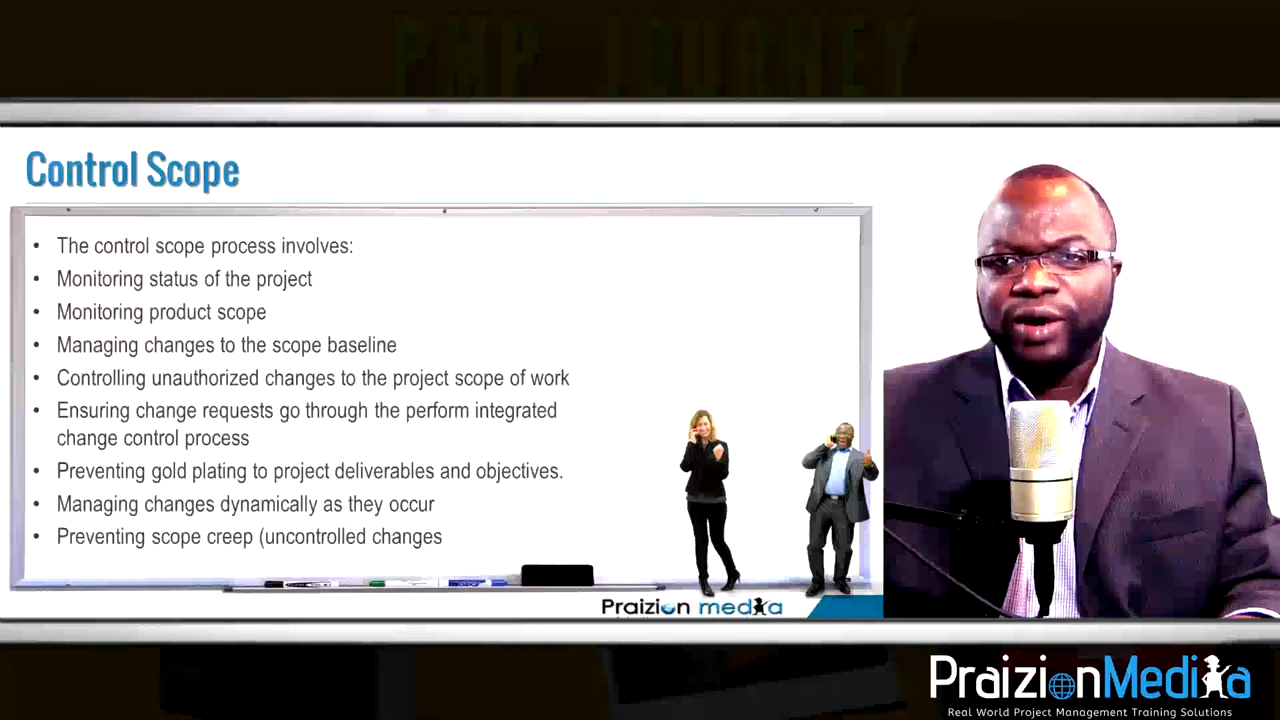 PMP JOURNEY
Control Scope
• The control scope process involves:
• Monitoring status of the project
• Monitoring product scope
• Managing changes to the scope baseline
• Controlling unauthorized changes to the project scope of work
• Ensuring change requests go through the perform integrated
change control process
• Preventing gold plating to project deliverables and objectives.
• Managing changes dynamically as they occur
• Preventing scope creep (uncontrolled changes
Praizion media
PraizionMedia
Real World Project Management Training Solutions